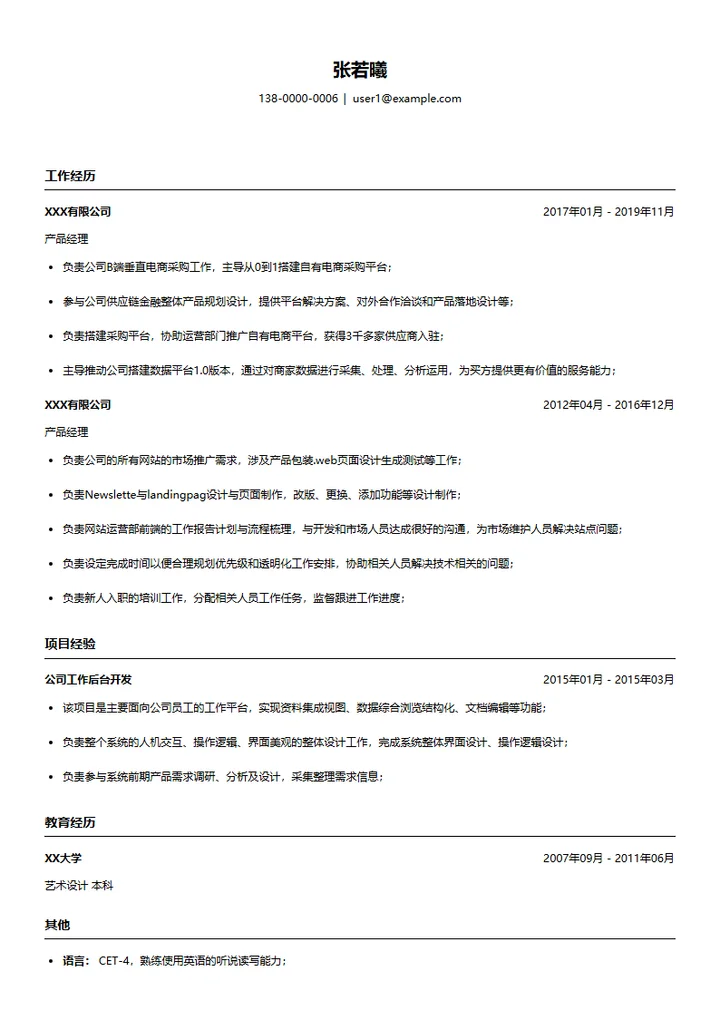 张若曦
138-0000-0006 | user1@example.com
工作经历
XXX有限公司 2017年01月 - 2019年11月
产品经理
• 负责公司B端垂直电商采购工作，主导从0到1搭建自有电商采购平台；
• 参与公司供应链金融整体产品规划设计，提供平台解决方案、对外合作洽谈和产品落地设计等；
• 负责搭建采购平台，协助运营部门推广自有电商平台，获得3千多家供应商入驻；
• 主导推动公司搭建数据平台1.0版本，通过对商家数据进行采集、处理、分析运用，为买方提供更有价值的服务能力；
XXX有限公司 2012年04月 - 2016年12月
产品经理
• 负责公司的所有网站的市场推广需求，涉及产品包装.web页面设计生成测试等工作；
• 负责Newslette与landingpag设计与页面制作，改版、更换、添加功能等设计制作；
• 负责网站运营部前端的工作报告计划与流程梳理，与开发和市场人员达成很好的沟通，为市场维护人员解决站点问题；
• 负责设定完成时间以便合理规划优先级和透明化工作安排，协助相关人员解决技术相关的问题；
• 负责新人入职的培训工作，分配相关人员工作任务，监督跟进工作进度；
项目经验
公司工作后台开发 2015年01月 - 2015年03月
• 该项目是主要面向公司员工的工作平台，实现资料集成视图、数据综合浏览结构化、文档编辑等功能；
• 负责整个系统的人机交互、操作逻辑、界面美观的整体设计工作，完成系统整体界面设计、操作逻辑设计；
• 负责参与系统前期产品需求调研、分析及设计，采集整理需求信息；
教育经历
XX大学 2007年09月 - 2011年06月
艺术设计 本科
其他
• 语言： CET-4，熟练使用英语的听说读写能力；